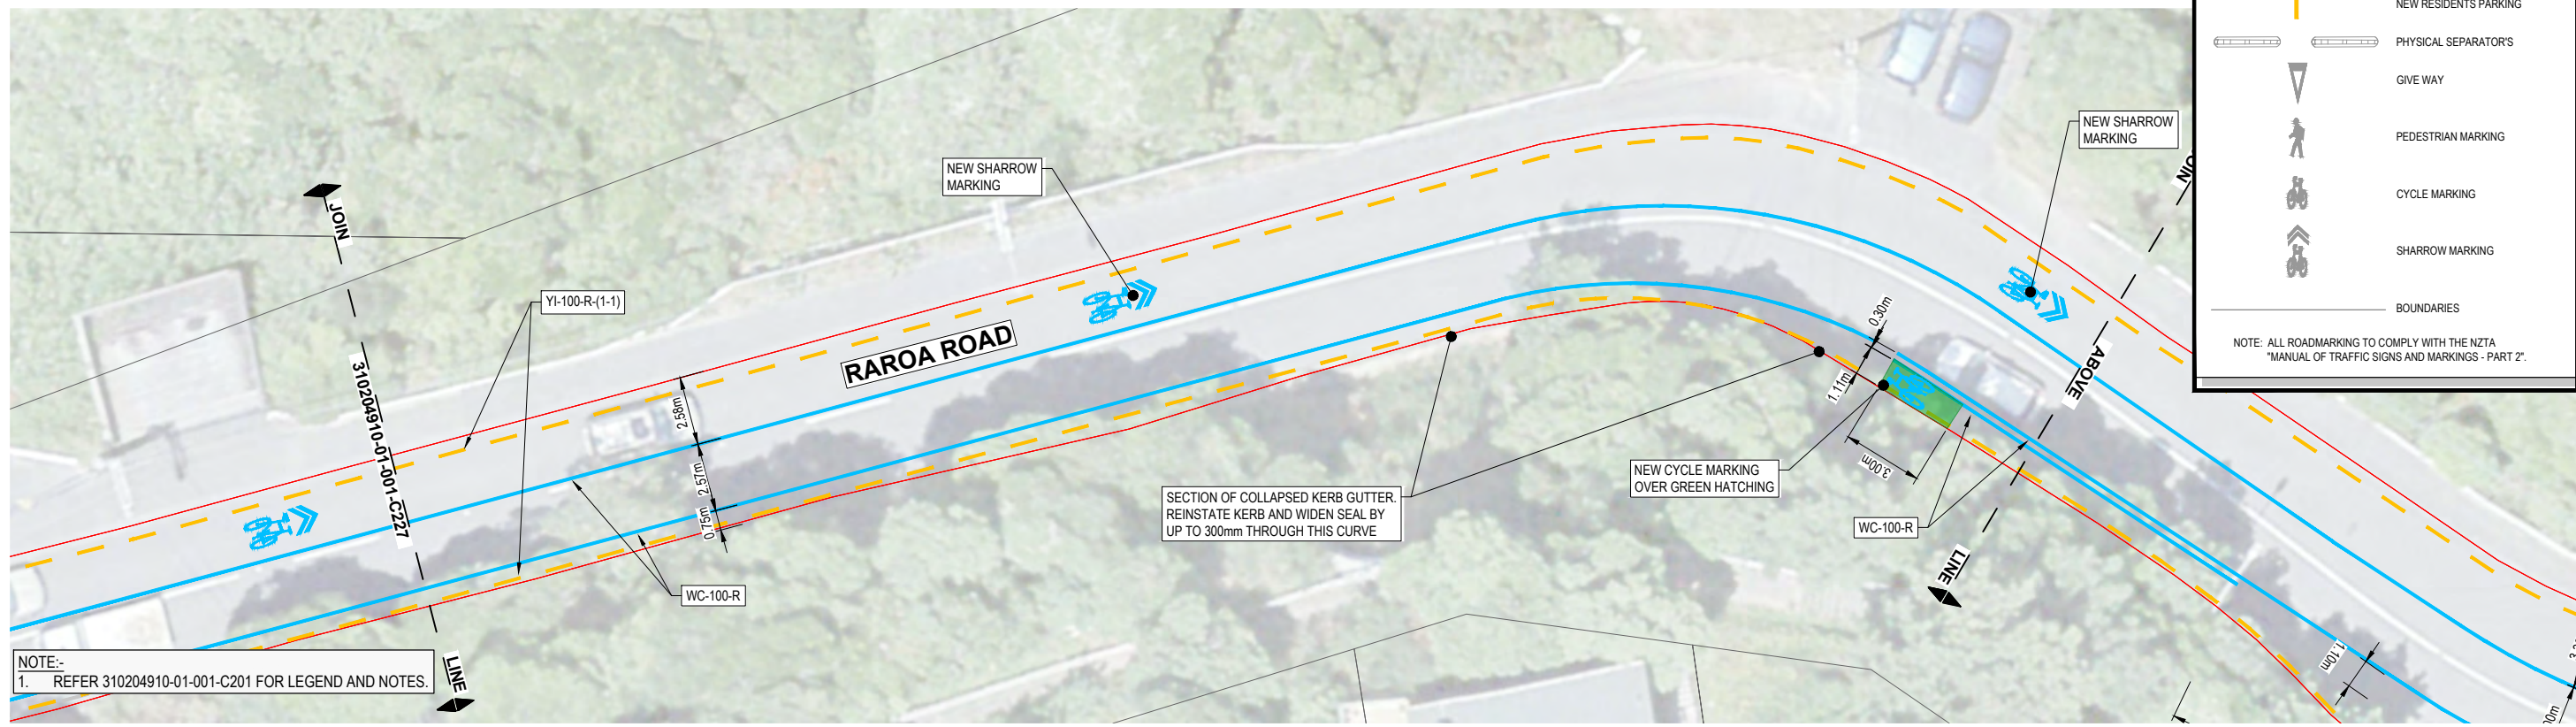 JOIN
310204910-01-001-C227
LINE
YI-100-R-(1-1)
2.58m
2.57m
0.75m
WC-100-R
NOTE:-
1. REFER 310204910-01-001-C201 FOR LEGEND AND NOTES.
RAROA ROAD
NEW SHARROW
MARKING
SECTION OF COLLAPSED KERB GUTTER.
REINSTATE KERB AND WIDEN SEAL BY
UP TO 300mm THROUGH THIS CURVE
0.30m
1.11m
3.00m
NEW CYCLE MARKING
OVER GREEN HATCHING
WC-100-R
NEW SHARROW
MARKING
ABOVE
LINE
1.10m
NEW RESIDENTS PARKING
PHYSICAL SEPARATOR'S
GIVE WAY
PEDESTRIAN MARKING
CYCLE MARKING
SHARROW MARKING
BOUNDARIES
NOTE: ALL ROADMARKING TO COMPLY WITH THE NZTA
"MANUAL OF TRAFFIC SIGNS AND MARKINGS - PART 2".